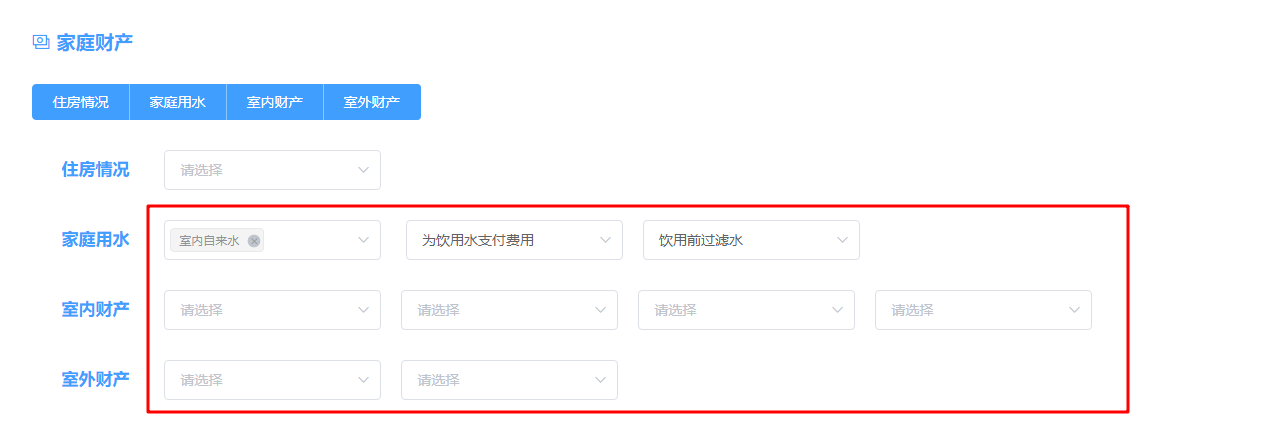 家庭财产
住房情况 家庭用水 室内财产 室外财产
住房情况 请选择
家庭用水 室内自来水 为饮用水支付费用 饮用前过滤水
室内财产 请选择 请选择 请选择 请选择
室外财产 请选择 请选择